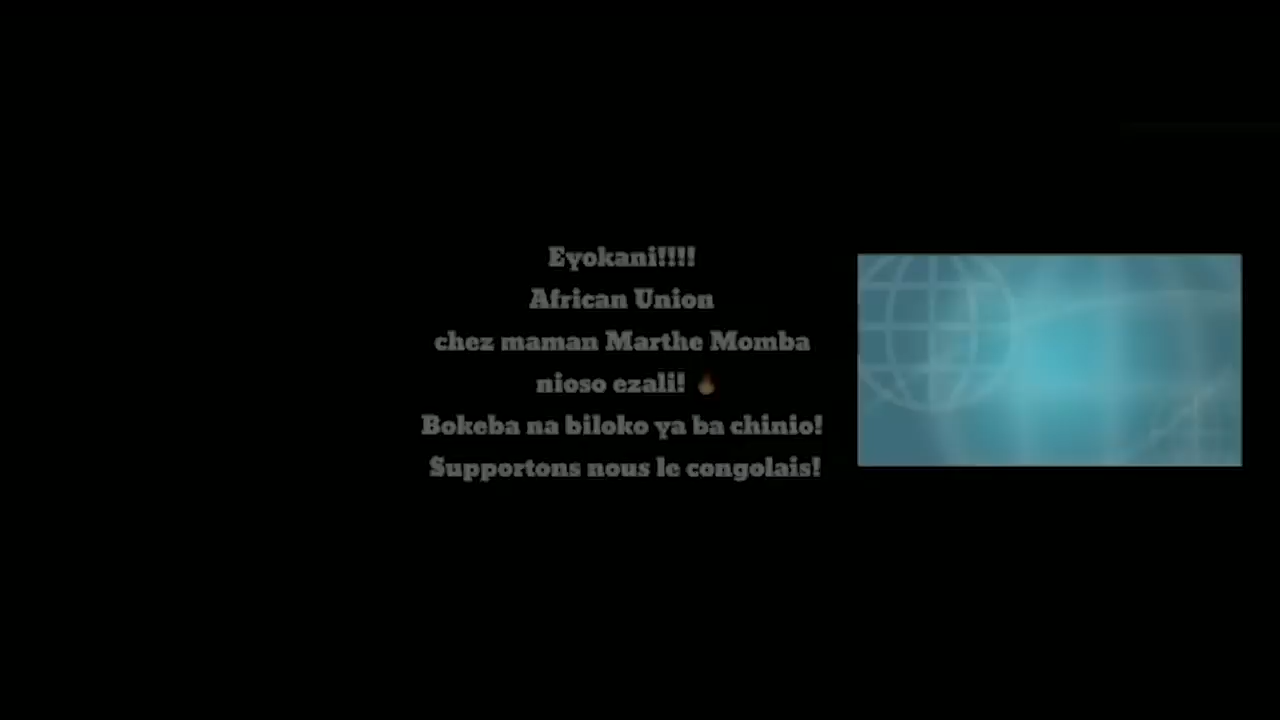 Eyokani!!!!
African Union
chez maman Marthe Momba
nioso ezali! 🔥
Bokeba na biloko ya ba chinio!
Supportons nous le congolais!